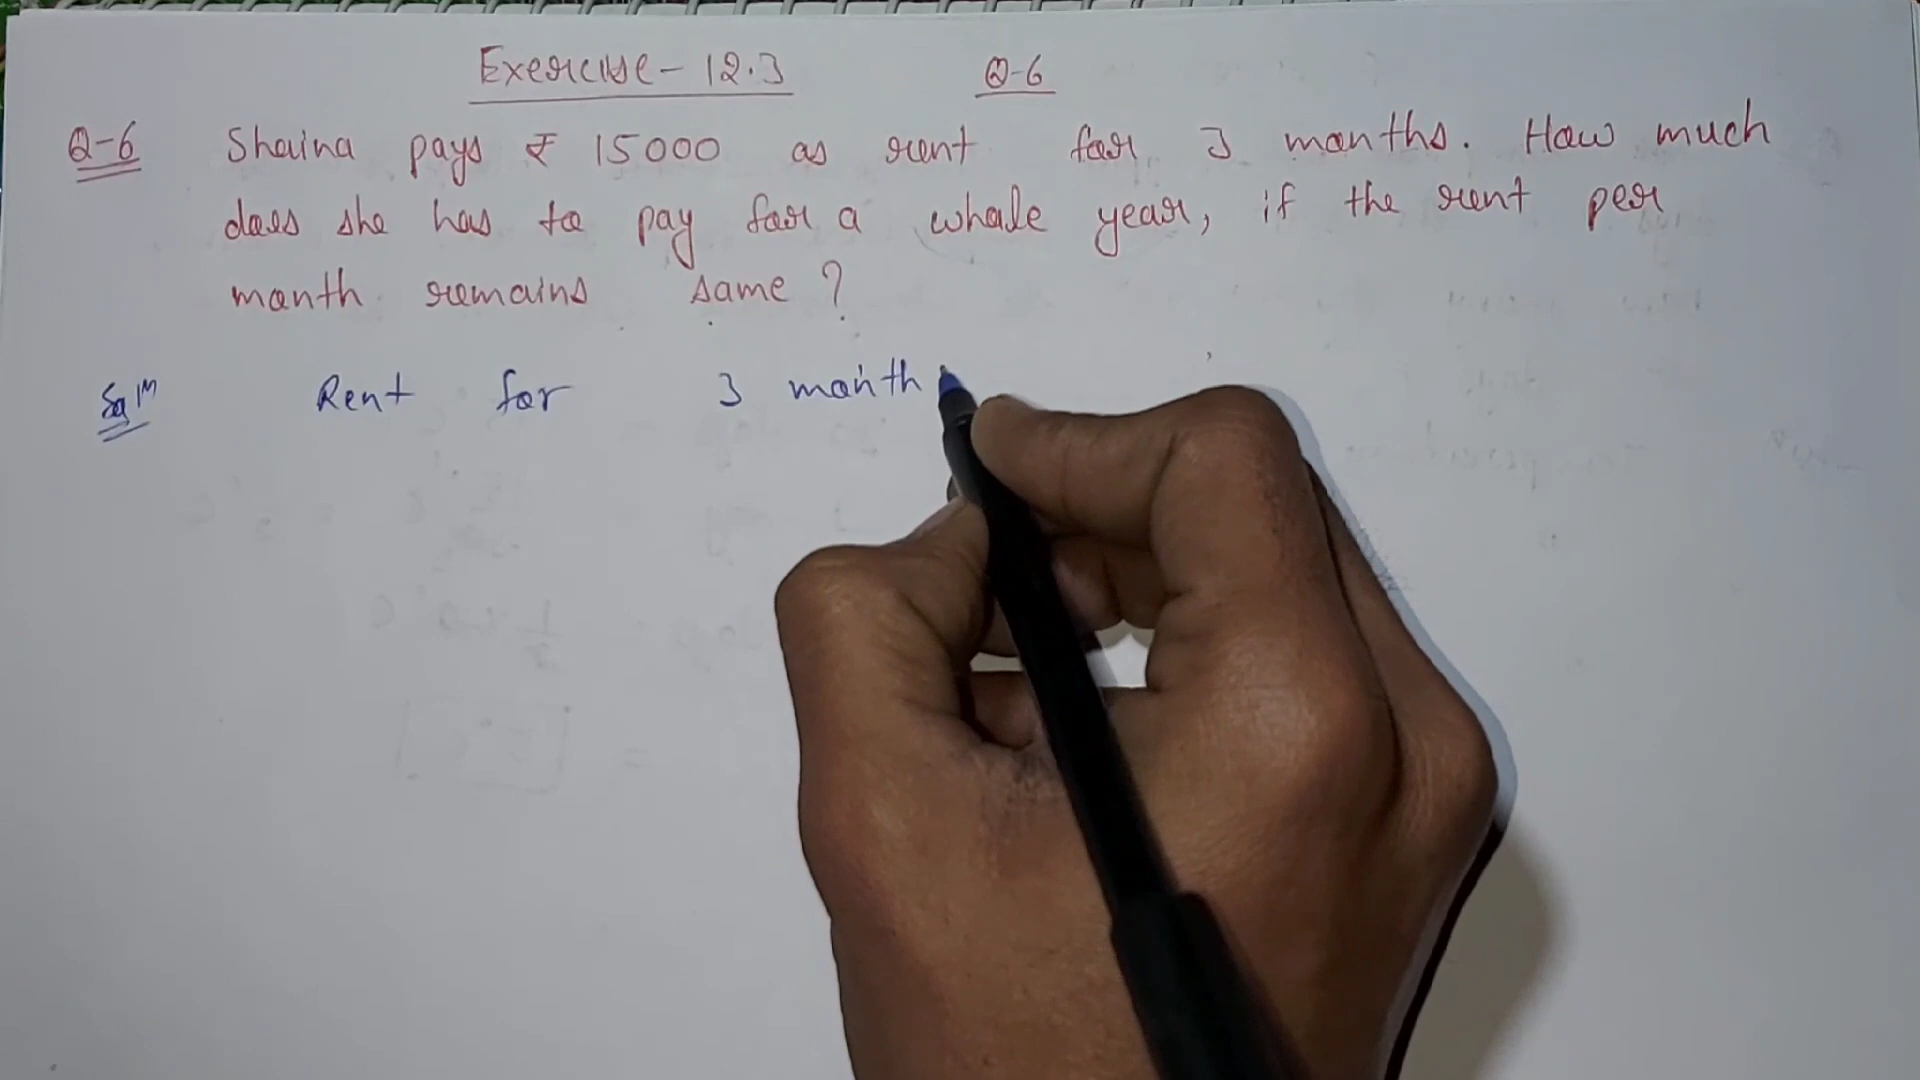 Exercise - 12.3 Q-6
Q-6 Shaina pays ₹ 15000 as rent for 3 months. How much
does she has to pay for a whole year, if the rent per
month remains same ?
Solⁿ Rent for 3 month